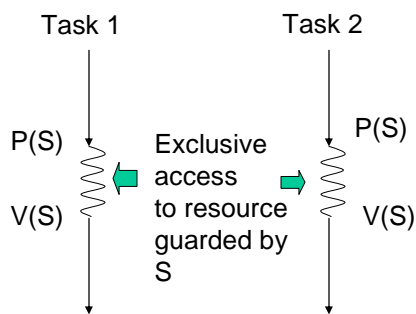 Task 1
Task 2
P(S)
P(S)
Exclusive
access
to resource
guarded by
S
V(S)
V(S)